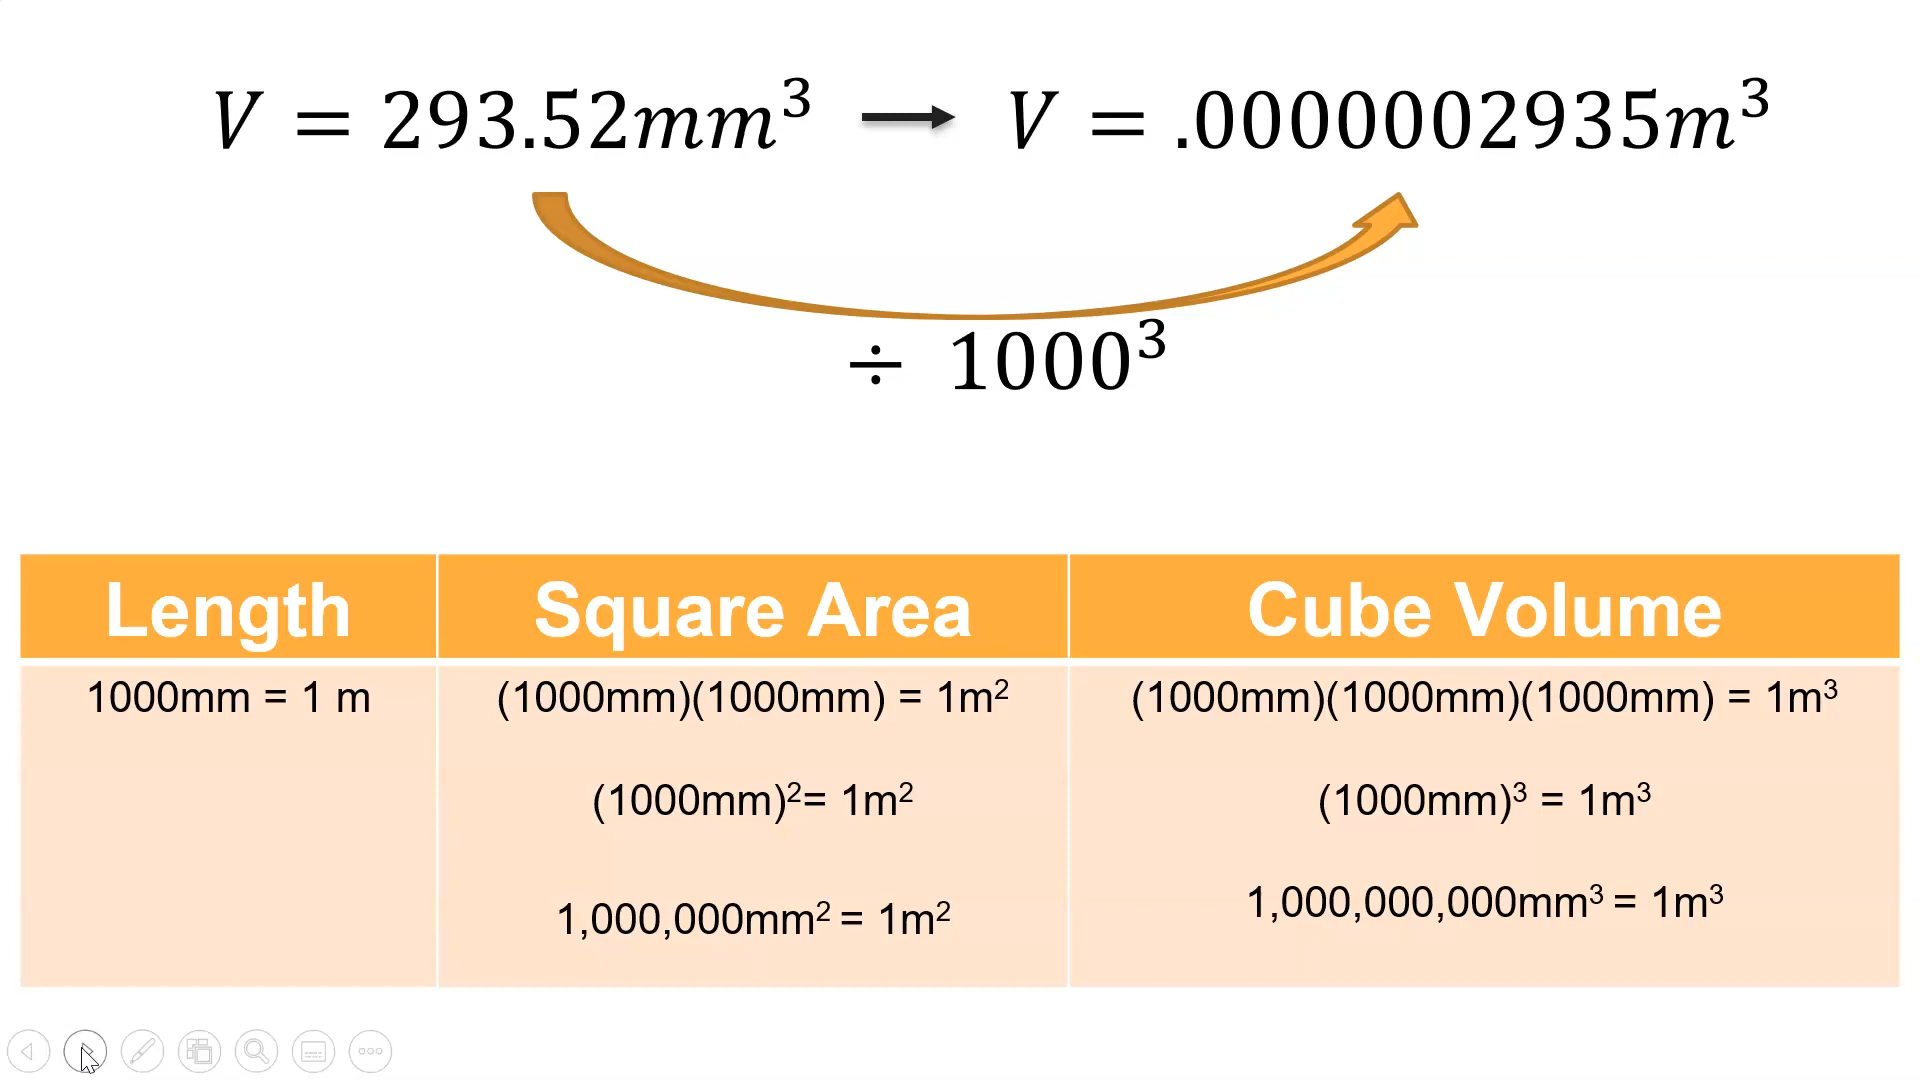 V = 293.52mm³ → V = .0000002935m³
÷ 1000³
Length Square Area Cube Volume
1000mm = 1 m (1000mm)(1000mm) = 1m² (1000mm)(1000mm)(1000mm) = 1m³
(1000mm)²= 1m² (1000mm)³ = 1m³
1,000,000mm² = 1m² 1,000,000,000mm³ = 1m³